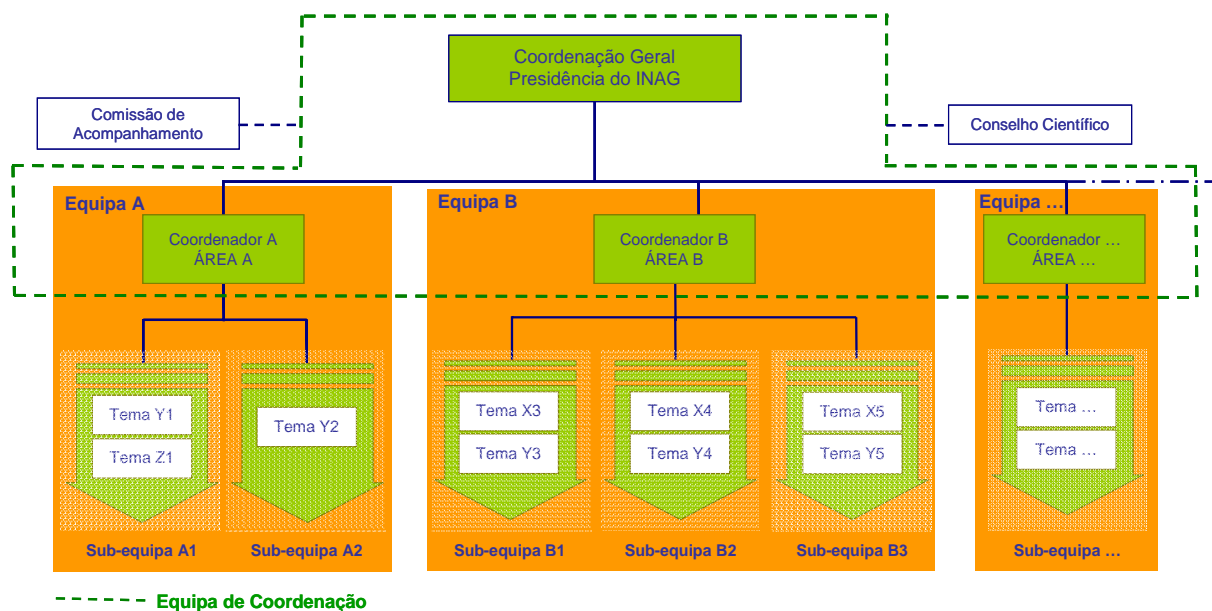 Coordenação Geral
Presidência do INAG
Comissão de
Acompanhamento
Conselho Científico
Equipa A
Equipa B
Equipa …
Coordenador A
ÁREA A
Coordenador B
ÁREA B
Coordenador …
ÁREA …
Tema Y1
Tema Z1
Tema Y2
Tema X3
Tema Y3
Tema X4
Tema Y4
Tema X5
Tema Y5
Tema …
Tema …
Sub-equipa A1
Sub-equipa A2
Sub-equipa B1
Sub-equipa B2
Sub-equipa B3
Sub-equipa …
Equipa de Coordenação